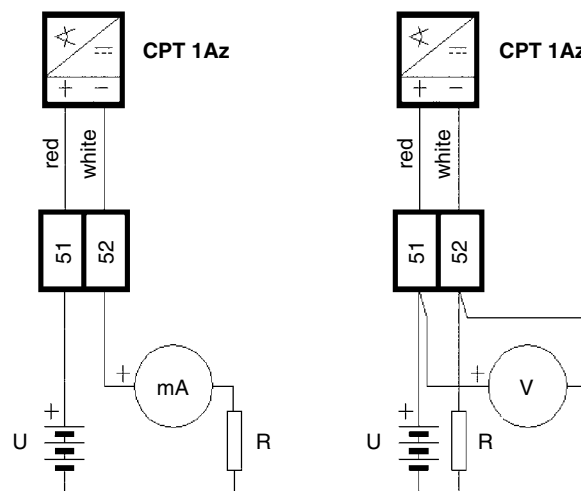 CPT 1Az
+ −
red
white
51
52
+
mA
+
U
R
CPT 1Az
+ −
red
white
51
52
+
V
+
U
R